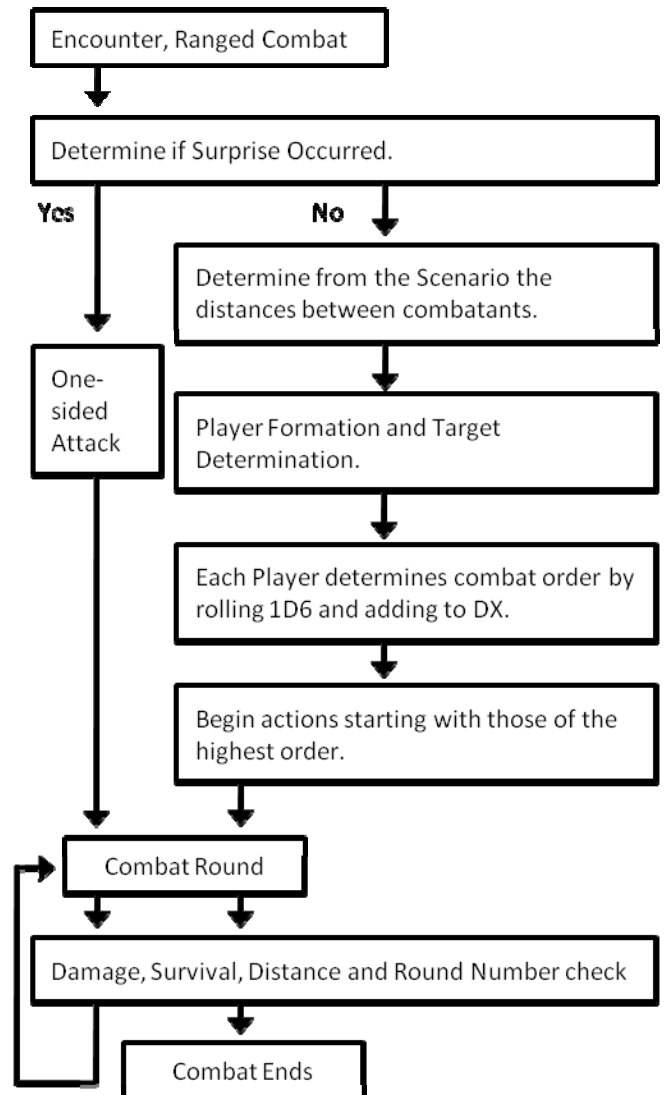 Encounter, Ranged Combat
Determine if Surprise Occurred.
Yes
No
Determine from the Scenario the
distances between combatants.
One-
sided
Attack
Player Formation and Target
Determination.
Each Player determines combat order by
rolling 1D6 and adding to DX.
Begin actions starting with those of the
highest order.
Combat Round
Damage, Survival, Distance and Round Number check
Combat Ends